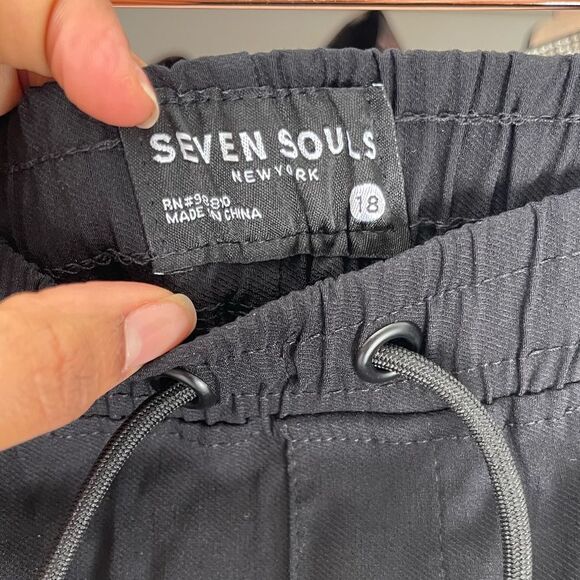 SEVEN SOULS
NEW YORK
MADE IN CHINA
18